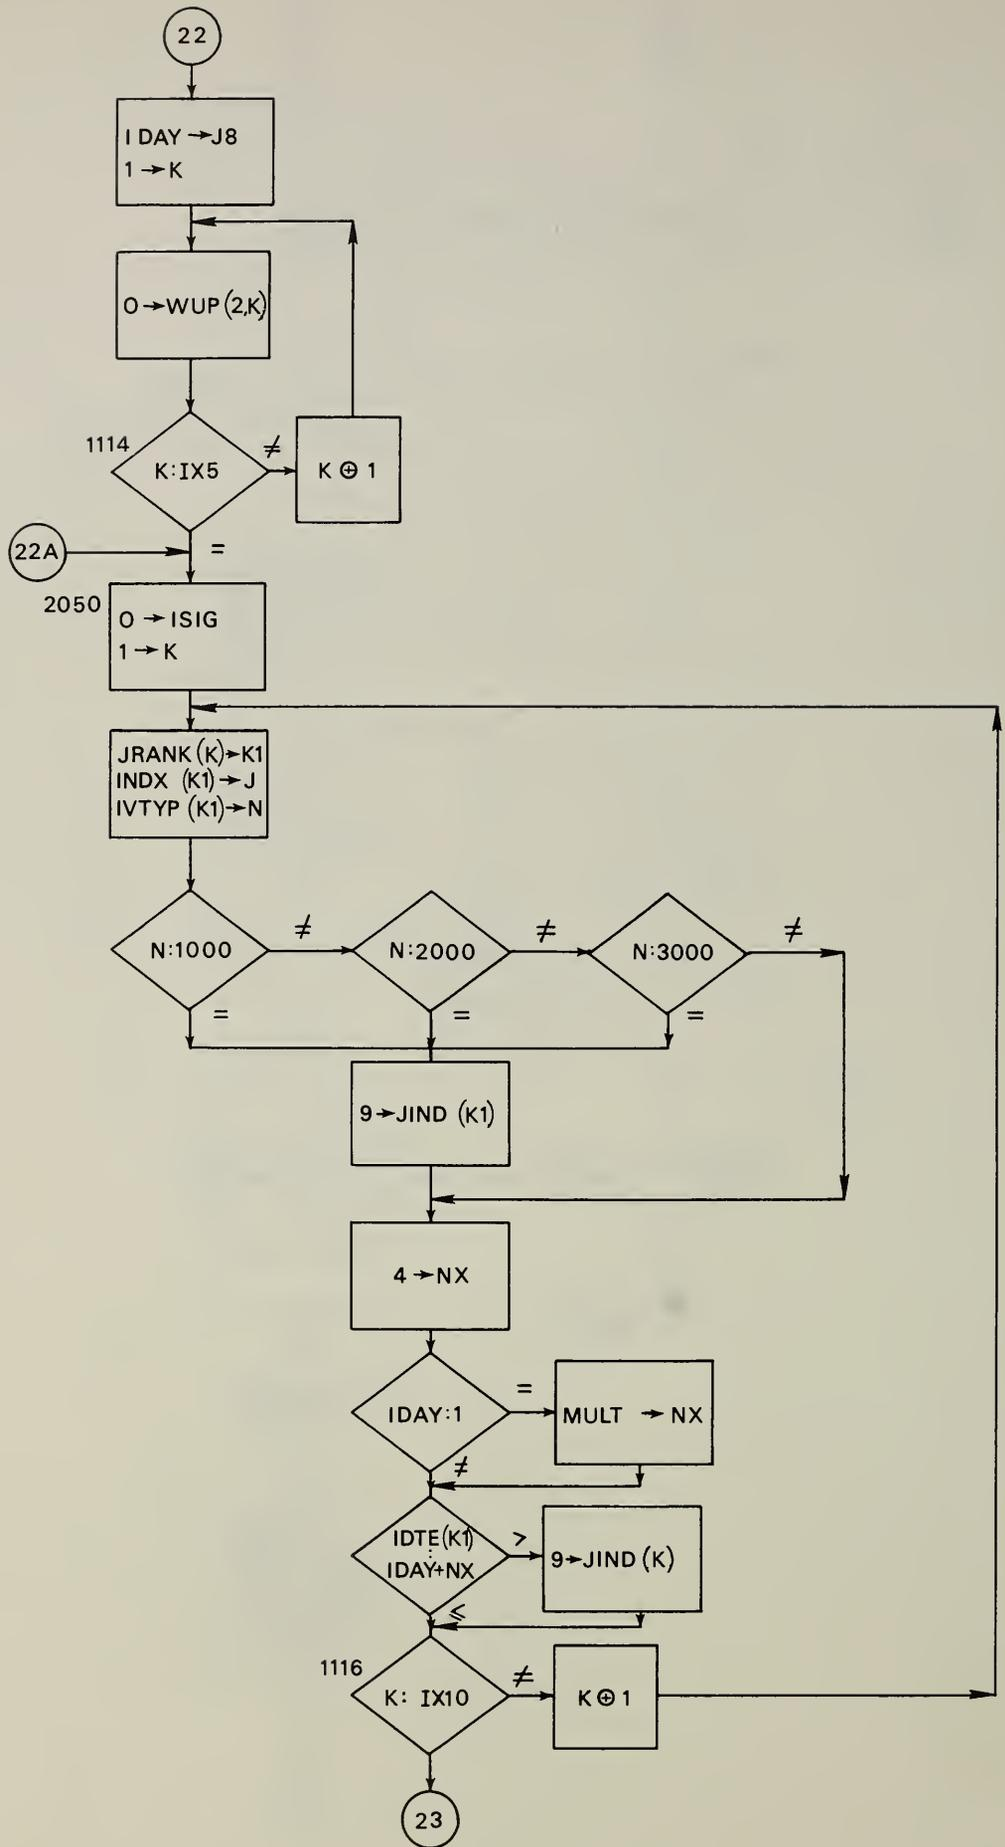 22
IDAY → J8
1 → K
0 → WUP (2,K)
1114
K:IX5
≠
K ⊕ 1
22A
=
2050
0 → ISIG
1 → K
JRANK (K) → K1
INDX (K1) → J
IVTYP (K1) → N
N:1000
≠
N:2000
≠
N:3000
≠
=
=
=
9 → JIND (K1)
4 → NX
IDAY:1
=
MULT → NX
≠
IDTE (K1)
:
IDAY+NX
>
9 → JIND (K)
≤
1116
K: IX10
≠
K ⊕ 1
23